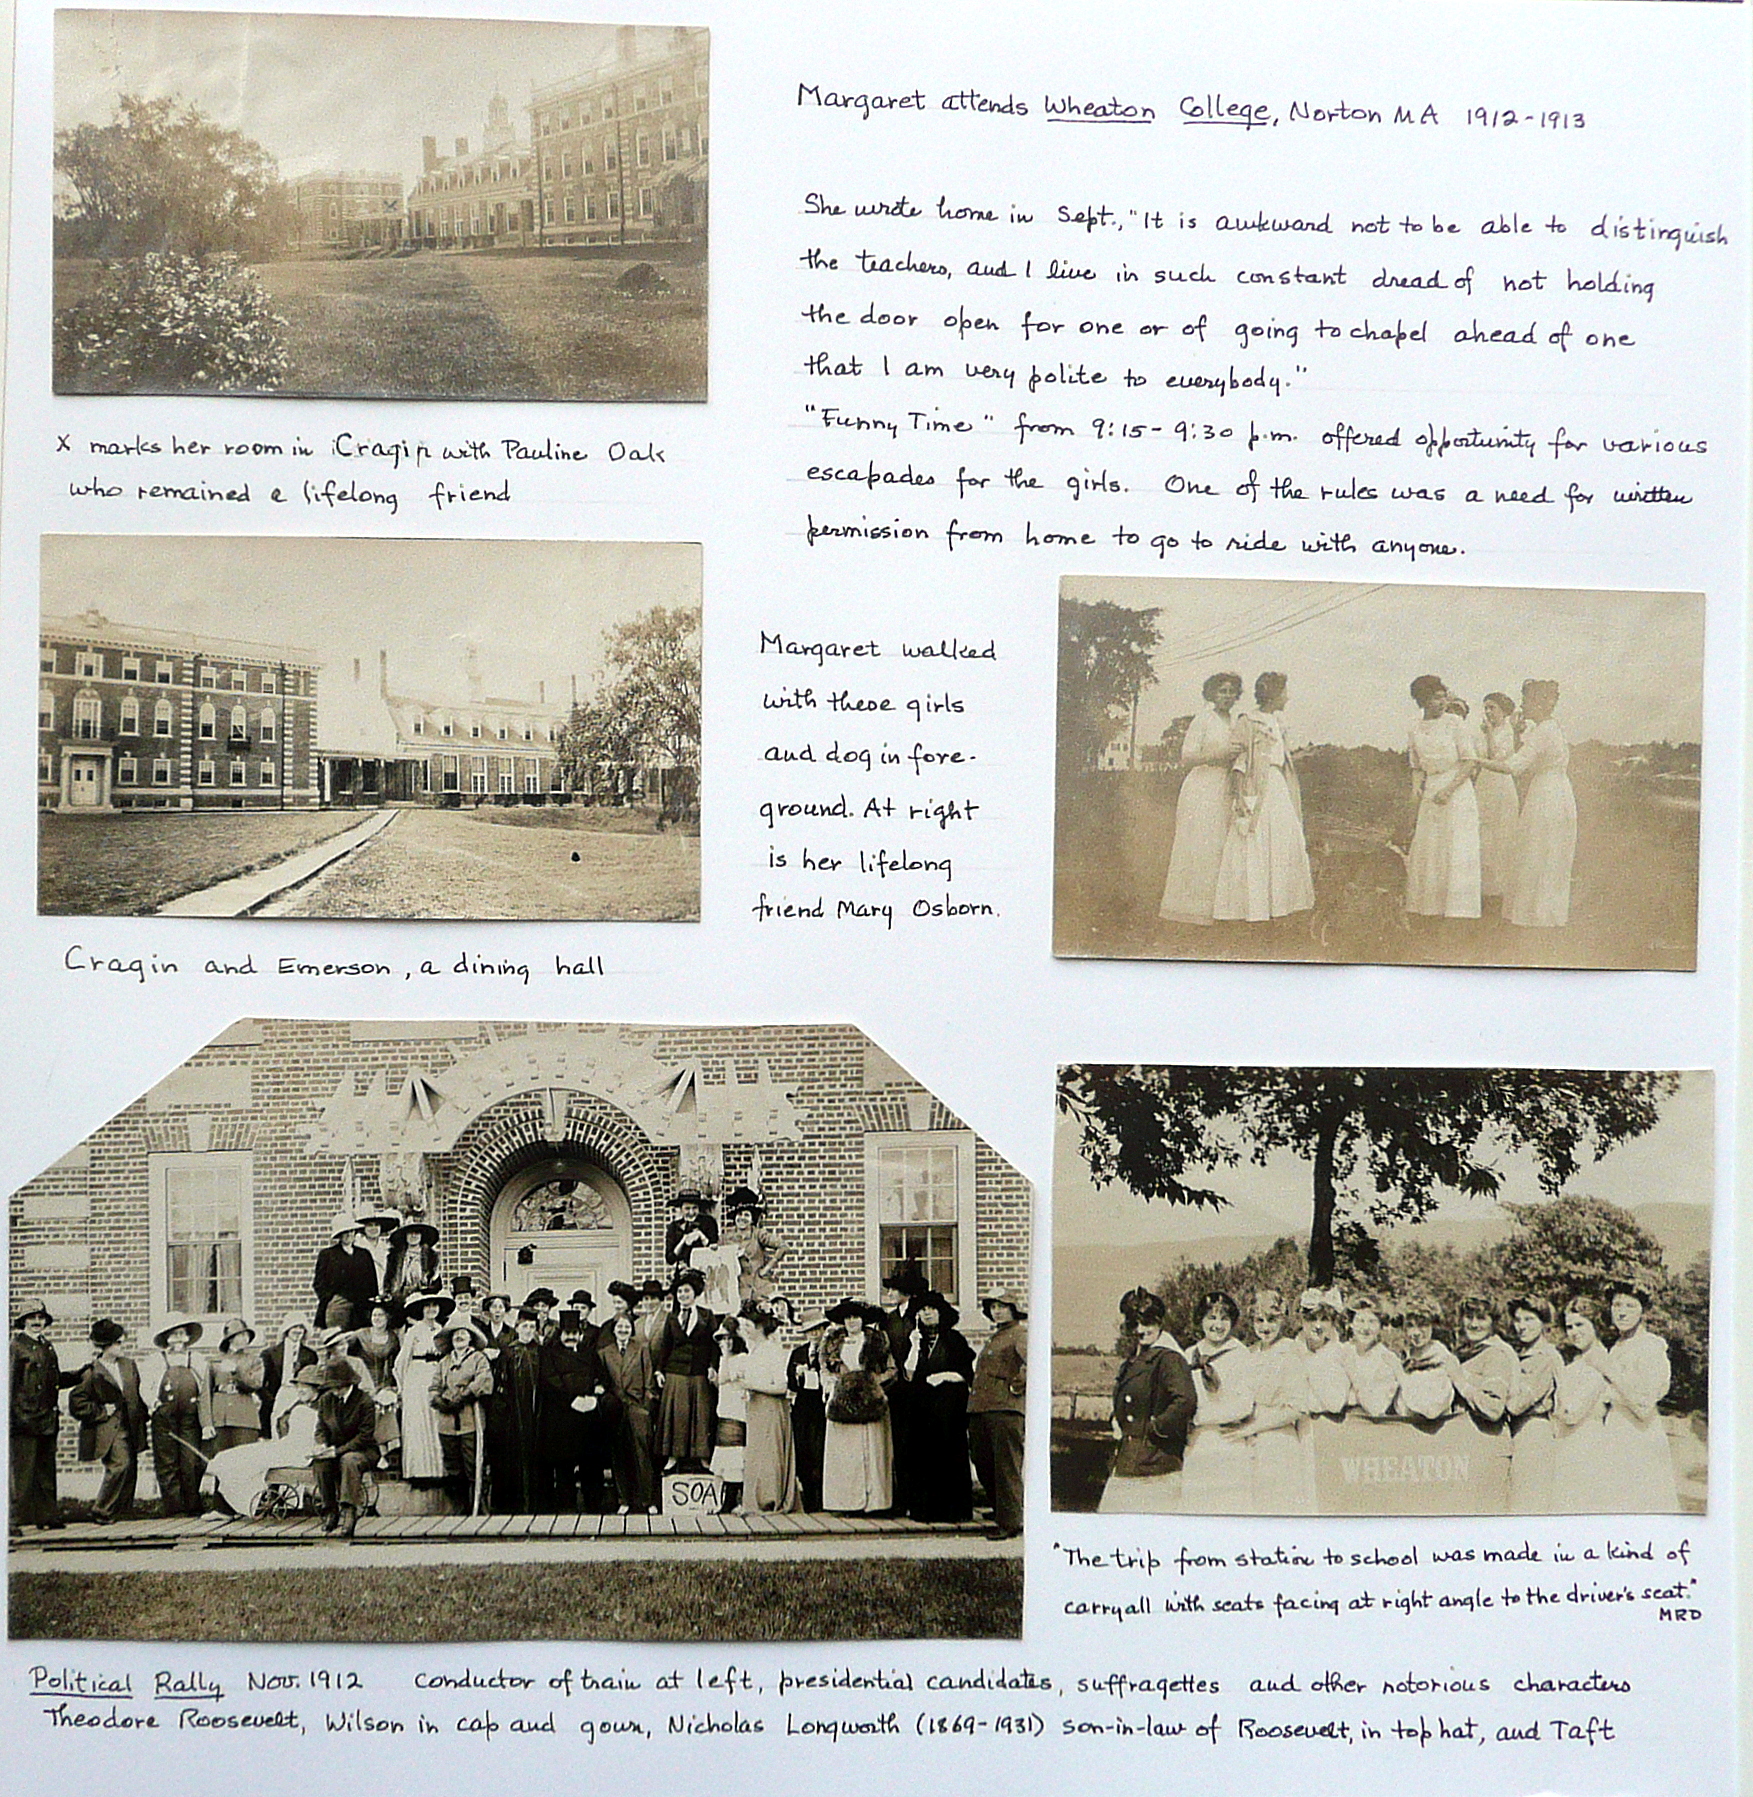 Margaret attends Wheaton College, Norton MA 1912-1913
She wrote home in Sept., "It is awkward not to be able to distinguish
the teachers, and I live in such constant dread of not holding
the door open for one or of going to chapel ahead of one
that I am very polite to everybody."
"Funny Time" from 9:15-9:30 p.m. offered opportunity for various
escapades for the girls. One of the rules was a need for written
permission from home to go to ride with anyone.
X marks her room in Cragin with Pauline Oak
who remained a lifelong friend
Margaret walked
with these girls
and dog in fore-
ground. At right
is her lifelong
friend Mary Osborn.
Cragin and Emerson, a dining hall
SOAP
WHEATON
"The trip from station to school was made in a kind of
carryall with seats facing at right angle to the driver's seat."
MRD
Political Rally Nov. 1912 conductor of train at left, presidential candidates, suffragettes and other notorious characters
Theodore Roosevelt, Wilson in cap and gown, Nicholas Longworth (1869-1931) son-in-law of Roosevelt, in top hat, and Taft